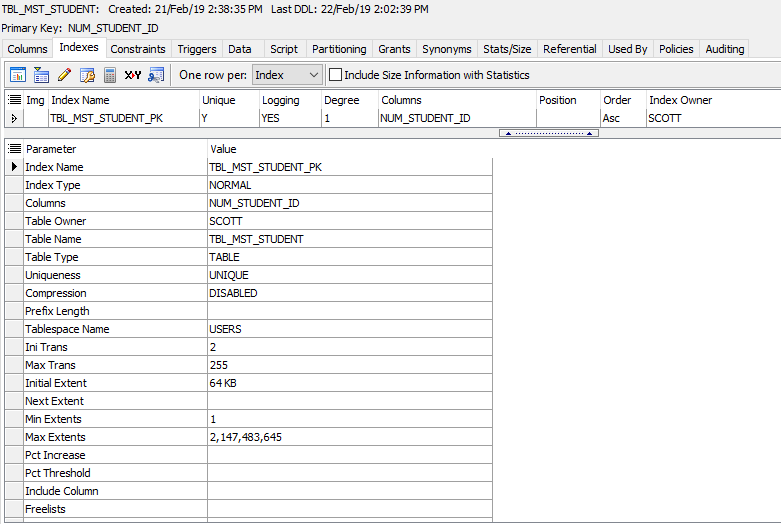 TBL_MST_STUDENT: Created: 21/Feb/19 2:38:35 PM Last DDL: 22/Feb/19 2:02:39 PM
Primary Key: NUM_STUDENT_ID
Columns Indexes Constraints Triggers Data Script Partitioning Grants Synonyms Stats/Size Referential Used By Policies Auditing
X↔Y One row per: Index Include Size Information with Statistics
Img Index Name Unique Logging Degree Columns Position Order Index Owner
TBL_MST_STUDENT_PK Y YES 1 NUM_STUDENT_ID Asc SCOTT
Parameter Value
Index Name TBL_MST_STUDENT_PK
Index Type NORMAL
Columns NUM_STUDENT_ID
Table Owner SCOTT
Table Name TBL_MST_STUDENT
Table Type TABLE
Uniqueness UNIQUE
Compression DISABLED
Prefix Length
Tablespace Name USERS
Ini Trans 2
Max Trans 255
Initial Extent 64 KB
Next Extent
Min Extents 1
Max Extents 2,147,483,645
Pct Increase
Pct Threshold
Include Column
Freelists